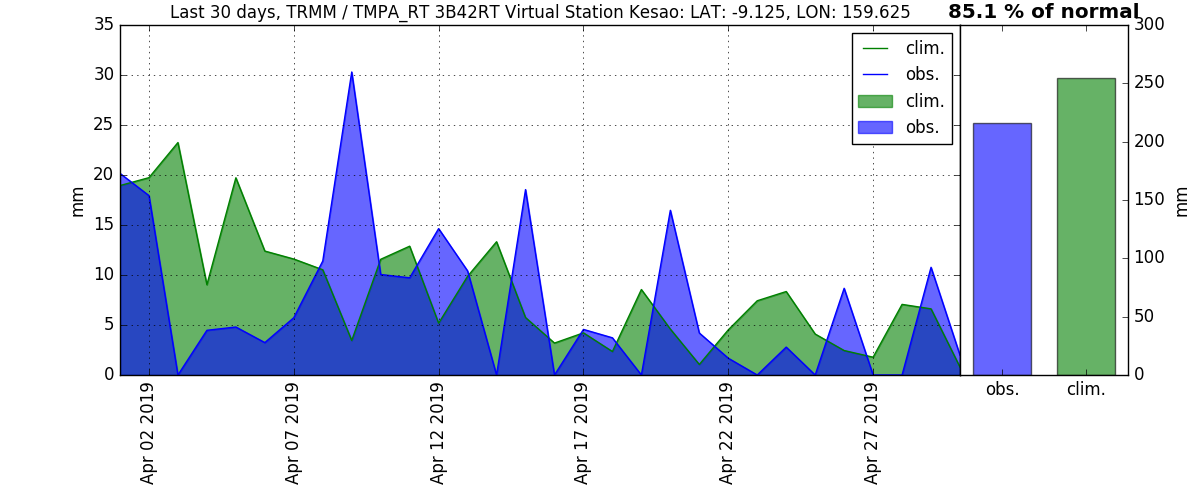 Last 30 days, TRMM / TMPA_RT 3B42RT Virtual Station Kesao: LAT: -9.125, LON: 159.625
85.1 % of normal
35
30
25
20
15
10
5
0
mm
clim.
obs.
clim.
obs.
300
250
200
150
100
50
0
mm
obs.
clim.
Apr 02 2019
Apr 07 2019
Apr 12 2019
Apr 17 2019
Apr 22 2019
Apr 27 2019